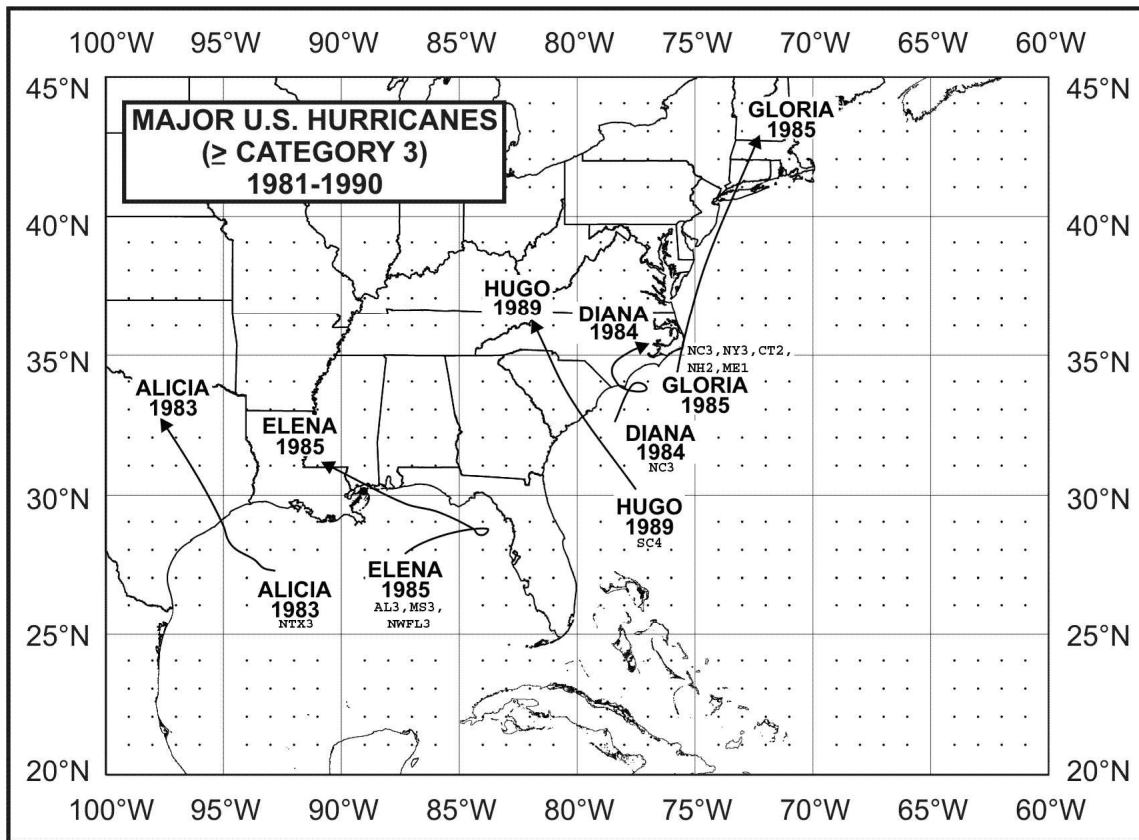 100°W 95°W 90°W 85°W 80°W 75°W 70°W 65°W 60°W
45°N 45°N
MAJOR U.S. HURRICANES
(≥ CATEGORY 3)
1981-1990
GLORIA
1985
40°N 40°N
HUGO
1989
DIANA
1984
35°N 35°N
NC3,NY3,CT2,
NH2,ME1
GLORIA
1985
ALICIA
1983
ELENA
1985
DIANA
1984
NC3
30°N 30°N
HUGO
1989
SC4
ELENA
1985
AL3,MS3,
NWFL3
ALICIA
1983
NTX3
25°N 25°N
20°N 20°N
100°W 95°W 90°W 85°W 80°W 75°W 70°W 65°W 60°W